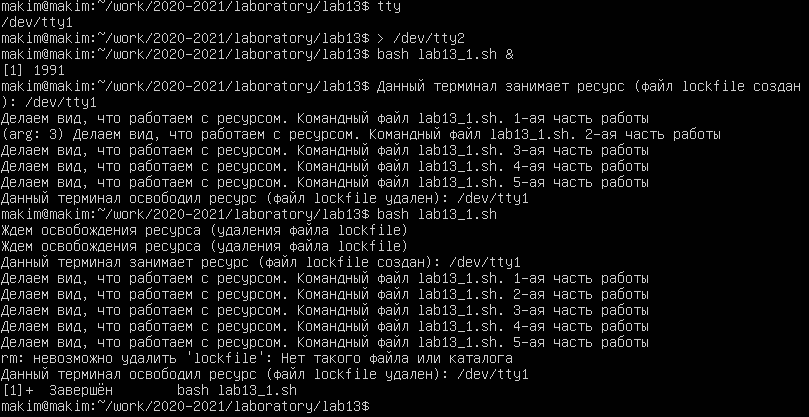 makim@makim:~/work/2020-2021/laboratory/lab13$ tty
/dev/tty1
makim@makim:~/work/2020-2021/laboratory/lab13$ > /dev/tty2
makim@makim:~/work/2020-2021/laboratory/lab13$ bash lab13_1.sh &
[1] 1991
makim@makim:~/work/2020-2021/laboratory/lab13$ Данный терминал занимает ресурс (файл lockfile создан
): /dev/tty1
Делаем вид, что работаем с ресурсом. Командный файл lab13_1.sh. 1-ая часть работы
(arg: 3) Делаем вид, что работаем с ресурсом. Командный файл lab13_1.sh. 2-ая часть работы
Делаем вид, что работаем с ресурсом. Командный файл lab13_1.sh. 3-ая часть работы
Делаем вид, что работаем с ресурсом. Командный файл lab13_1.sh. 4-ая часть работы
Делаем вид, что работаем с ресурсом. Командный файл lab13_1.sh. 5-ая часть работы
Данный терминал освободил ресурс (файл lockfile удален): /dev/tty1
makim@makim:~/work/2020-2021/laboratory/lab13$ bash lab13_1.sh
Ждем освобождения ресурса (удаления файла lockfile)
Ждем освобождения ресурса (удаления файла lockfile)
Данный терминал занимает ресурс (файл lockfile создан): /dev/tty1
Делаем вид, что работаем с ресурсом. Командный файл lab13_1.sh. 1-ая часть работы
Делаем вид, что работаем с ресурсом. Командный файл lab13_1.sh. 2-ая часть работы
Делаем вид, что работаем с ресурсом. Командный файл lab13_1.sh. 3-ая часть работы
Делаем вид, что работаем с ресурсом. Командный файл lab13_1.sh. 4-ая часть работы
Делаем вид, что работаем с ресурсом. Командный файл lab13_1.sh. 5-ая часть работы
rm: невозможно удалить 'lockfile': Нет такого файла или каталога
Данный терминал освободил ресурс (файл lockfile удален): /dev/tty1
[1]+  Завершён        bash lab13_1.sh
makim@makim:~/work/2020-2021/laboratory/lab13$